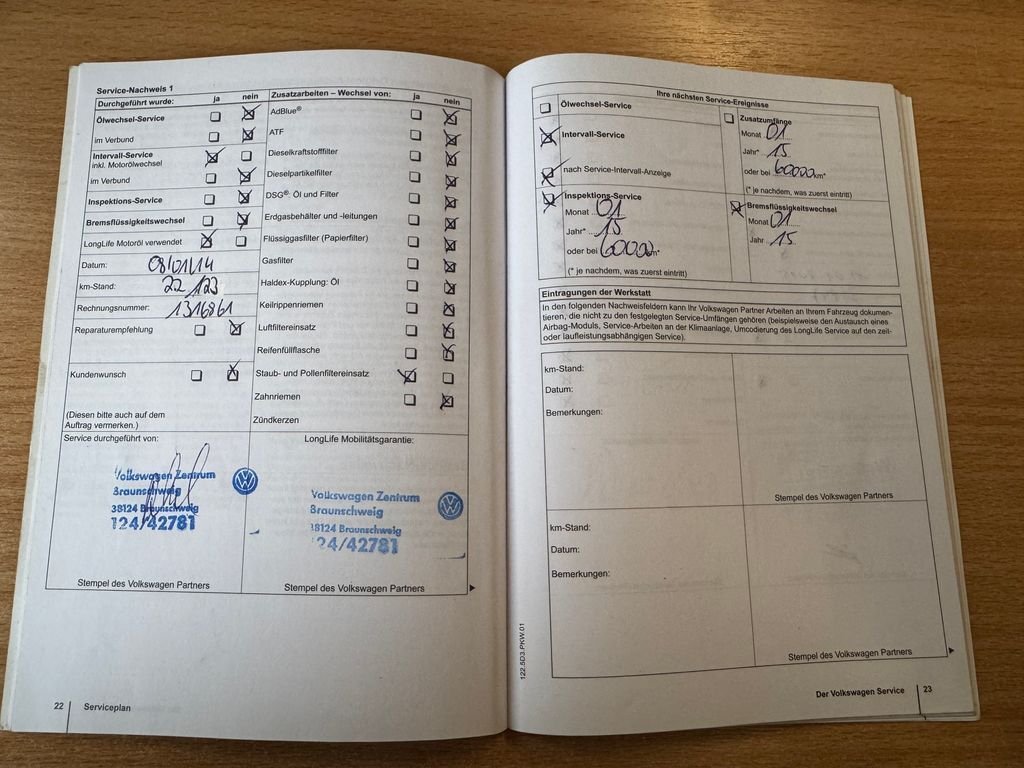 Service-Nachweis 1
Durchgeführt wurde: ja nein
Ölwechsel-Service
im Verbund
Intervall-Service
inkl. Motorölwechsel
im Verbund
Inspektions-Service
Bremsflüssigkeitswechsel
LongLife Motoröl verwendet
Datum: 08/01/14
km-Stand: 22 123
Rechnungsnummer: 1316861
Reparaturempfehlung
Kundenwunsch
(Diesen bitte auch auf dem
Auftrag vermerken.)
Zusatzarbeiten – Wechsel von: ja nein
AdBlue®
ATF
Dieselkraftstofffilter
Dieselpartikelfilter
DSG®: Öl und Filter
Erdgasbehälter und -leitungen
Flüssiggasfilter (Papierfilter)
Gasfilter
Haldex-Kupplung: Öl
Keilrippenriemen
Luftfiltereinsatz
Reifenfüllflasche
Staub- und Pollenfiltereinsatz
Zahnriemen
Zündkerzen
Service durchgeführt von:
Volkswagen Zentrum
Braunschweig
38124 Braunschweig
124/42781
Stempel des Volkswagen Partners
LongLife Mobilitätsgarantie:
Volkswagen Zentrum
Braunschweig
38124 Braunschweig
24/42781
Stempel des Volkswagen Partners
22 Serviceplan
Ihre nächsten Service-Ereignisse
Ölwechsel-Service
Intervall-Service
nach Service-Intervall-Anzeige
Inspektions-Service
Monat 01
Jahr* 15
oder bei 60000 km*
(* je nachdem, was zuerst eintritt)
Zusatzumfänge
Monat 01
Jahr* 15
oder bei 60000 km*
(* je nachdem, was zuerst eintritt)
Bremsflüssigkeitswechsel
Monat 01
Jahr 15
Eintragungen der Werkstatt
In den folgenden Nachweisfeldern kann Ihr Volkswagen Partner Arbeiten an Ihrem Fahrzeug dokumen-
tieren, die nicht zu den festgelegten Service-Umfängen gehören (beispielsweise den Austausch eines
Airbag-Moduls, Service-Arbeiten an der Klimaanlage, Umcodierung des LongLife Service auf den zeit-
oder laufleistungsabhängigen Service).
km-Stand:
Datum:
Bemerkungen:
Stempel des Volkswagen Partners
km-Stand:
Datum:
Bemerkungen:
Stempel des Volkswagen Partners
122.5D3.PKW.01
Der Volkswagen Service 23